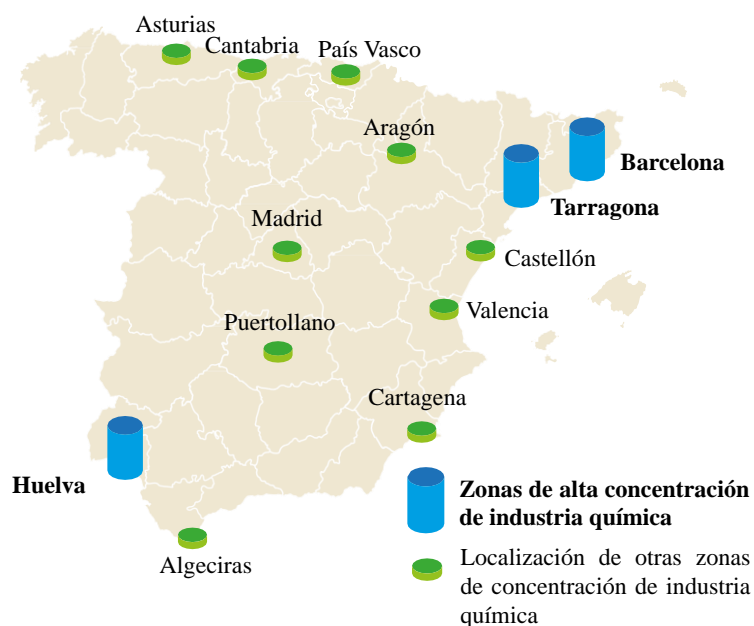 Asturias
Cantabria
País Vasco
Aragón
Barcelona
Tarragona
Madrid
Castellón
Valencia
Puertollano
Cartagena
Huelva
Zonas de alta concentración
de industria química
Algeciras
Localización de otras zonas
de concentración de industria
química